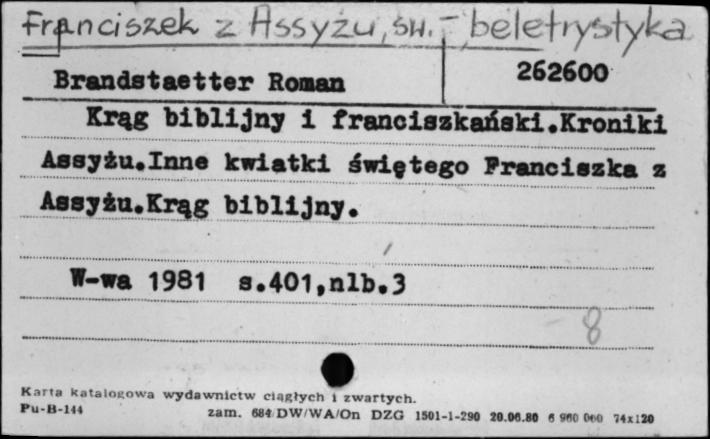 Franciszek z Assyżu, św. - beletrystyka
Brandstaetter Roman
262600
Krąg biblijny i franciszkański.Kroniki
Assyżu.Inne kwiatki świętego Franciszka z
Assyżu.Krąg biblijny.
W-wa 1981 s.401,nlb.3
8
Karta katalogowa wydawnictw ciągłych i zwartych.
Pu-B-144 zam. 684/DW/WA/On DZG 1501-1-290 20.06.80 6 960 000 74x120